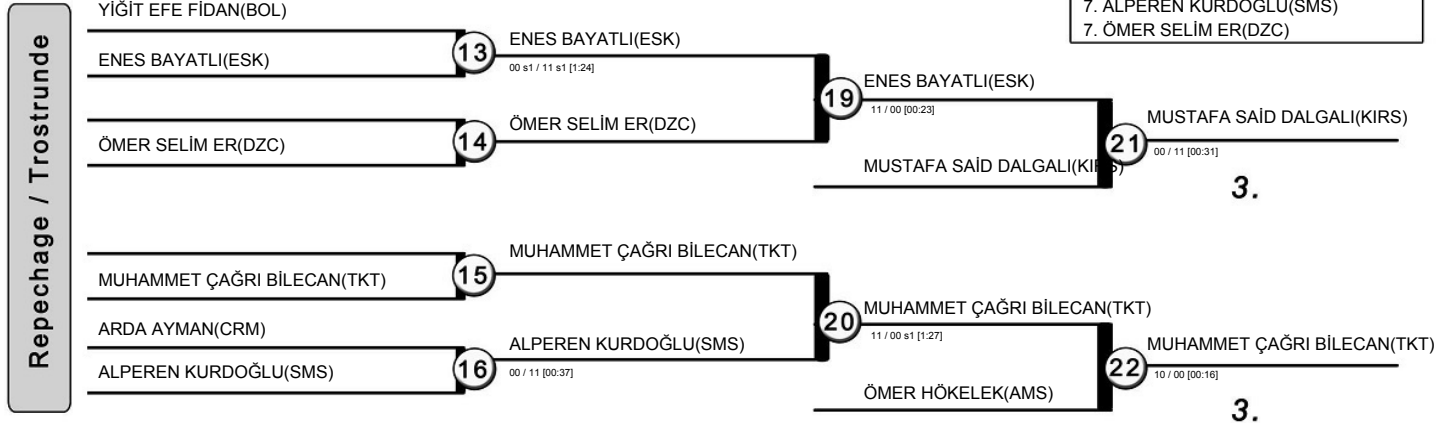 7. ALPEREN KURDOĞLU(SMS)
7. ÖMER SELİM ER(DZC)
Repechage / Trostrunde
YİĞİT EFE FİDAN(BOL)
ENES BAYATLI(ESK)
13
ENES BAYATLI(ESK)
00 s1 / 11 s1 [1:24]
ÖMER SELİM ER(DZC)
14
ÖMER SELİM ER(DZC)
19
ENES BAYATLI(ESK)
11 / 00 [00:23]
MUSTAFA SAİD DALGALI(KIRS)
21
MUSTAFA SAİD DALGALI(KIRS)
00 / 11 [00:31]
3.
MUHAMMET ÇAĞRI BİLECAN(TKT)
15
MUHAMMET ÇAĞRI BİLECAN(TKT)
ARDA AYMAN(CRM)
ALPEREN KURDOĞLU(SMS)
16
ALPEREN KURDOĞLU(SMS)
00 / 11 [00:37]
20
MUHAMMET ÇAĞRI BİLECAN(TKT)
11 / 00 s1 [1:27]
ÖMER HÖKELEK(AMS)
22
MUHAMMET ÇAĞRI BİLECAN(TKT)
10 / 00 [00:16]
3.